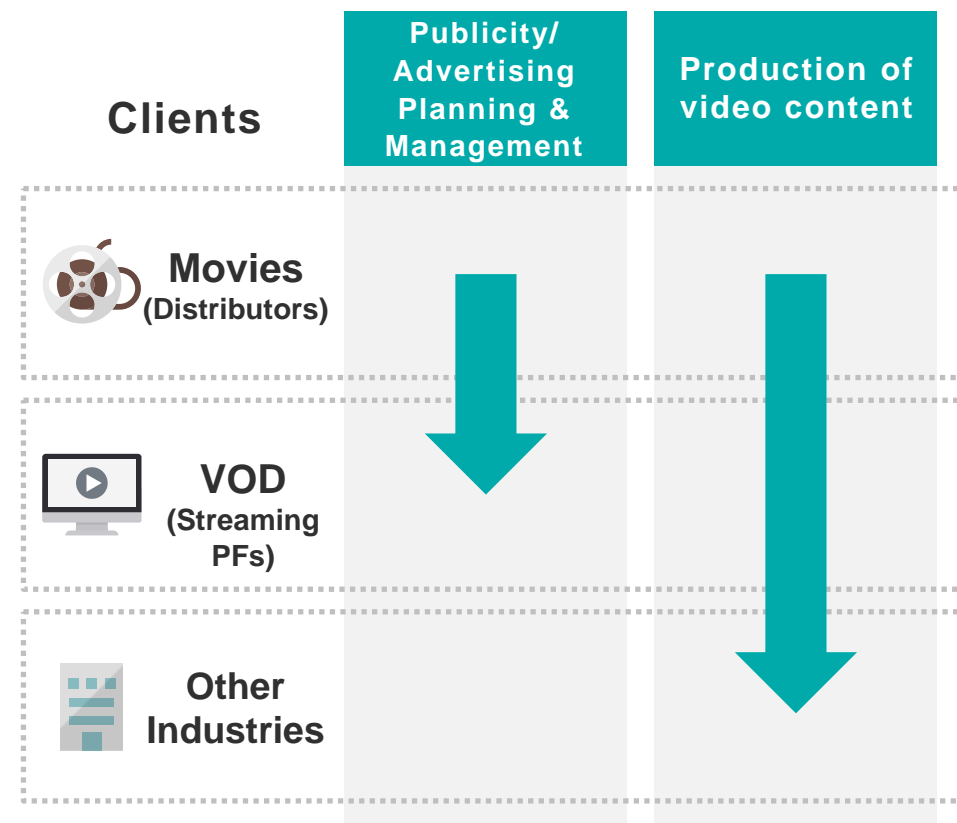 Clients
Publicity/
Advertising
Planning &
Management
Production of
video content
Movies
(Distributors)
VOD
(Streaming
PFs)
Other
Industries